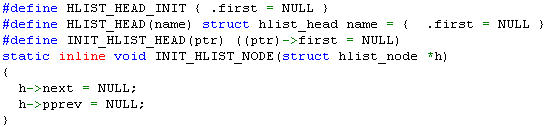 #define HLIST_HEAD_INIT { .first = NULL }
#define HLIST_HEAD(name) struct hlist_head name = {  .first = NULL }
#define INIT_HLIST_HEAD(ptr) ((ptr)->first = NULL)
static inline void INIT_HLIST_NODE(struct hlist_node *h)
{
  h->next = NULL;
  h->pprev = NULL;
}